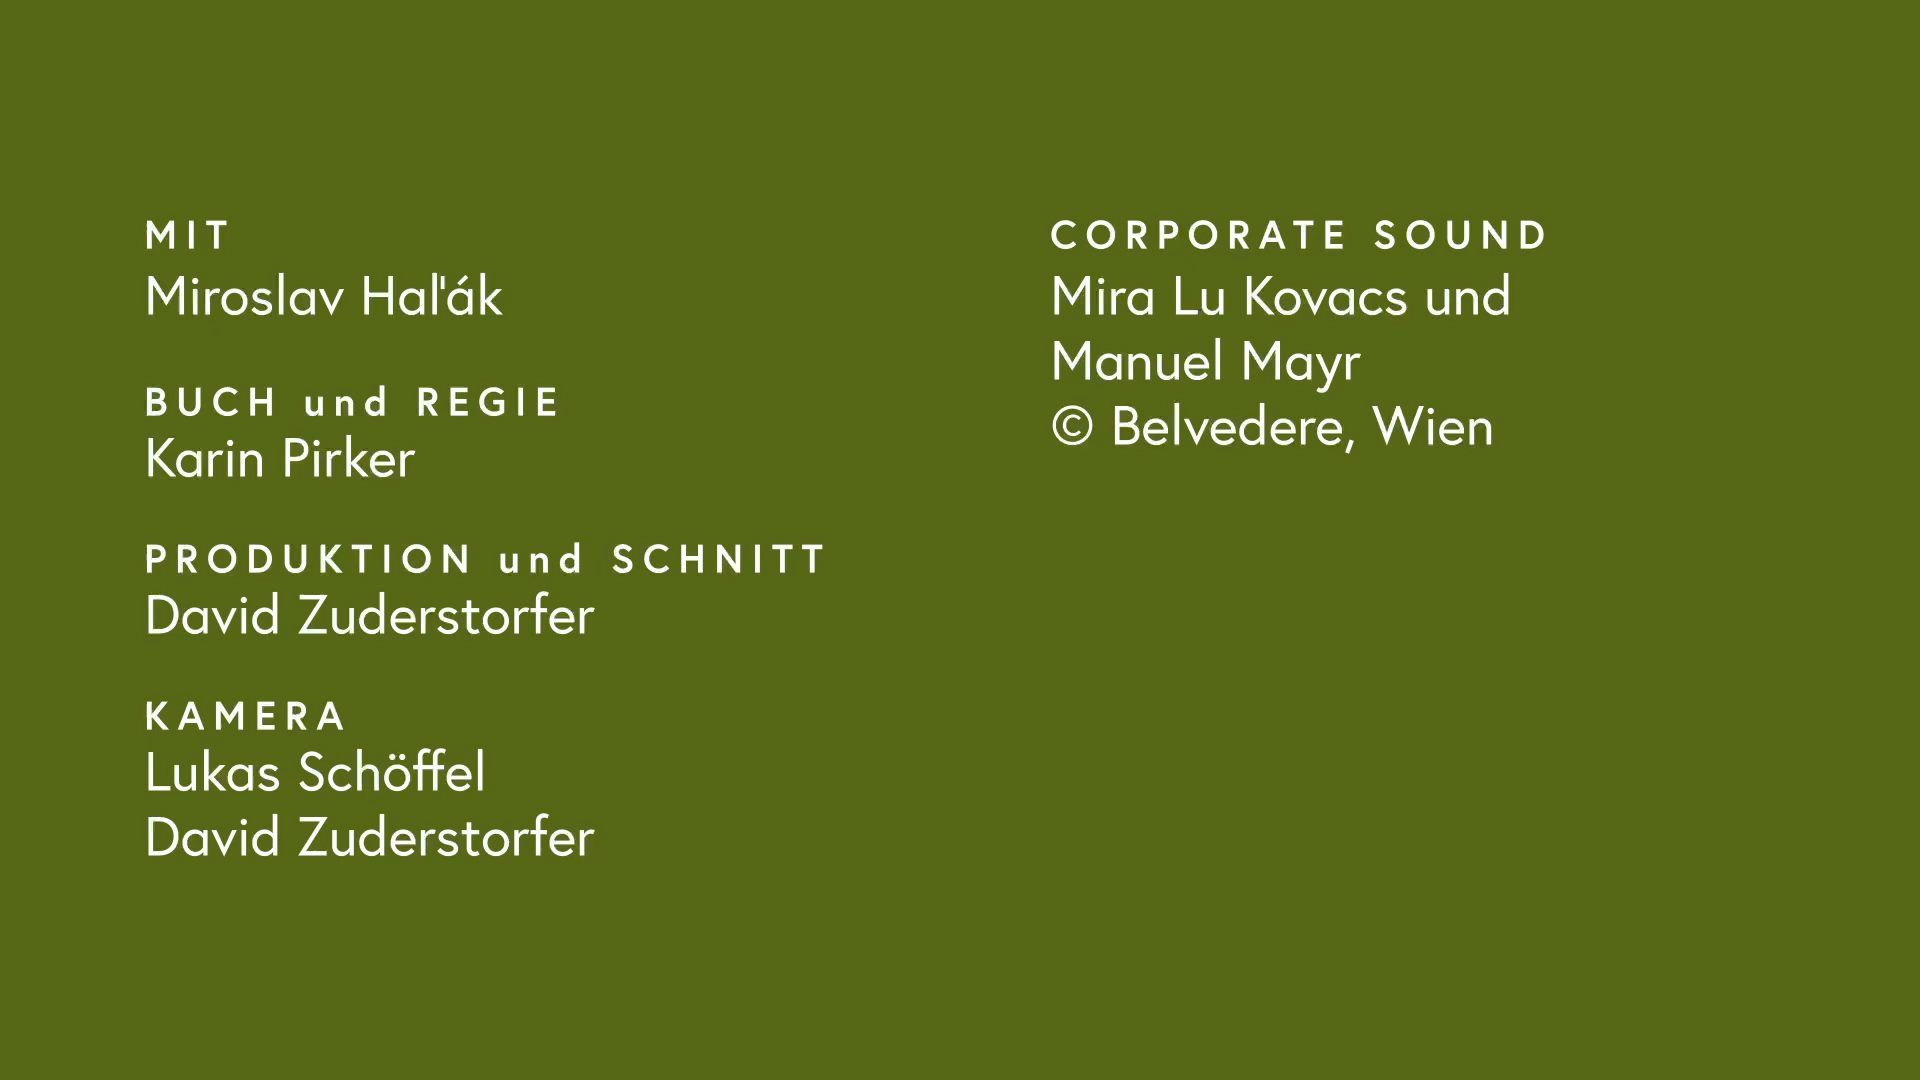 MIT
Miroslav Haľák
BUCH und REGIE
Karin Pirker
PRODUKTION und SCHNITT
David Zuderstorfer
KAMERA
Lukas Schöffel
David Zuderstorfer
CORPORATE SOUND
Mira Lu Kovacs und
Manuel Mayr
© Belvedere, Wien